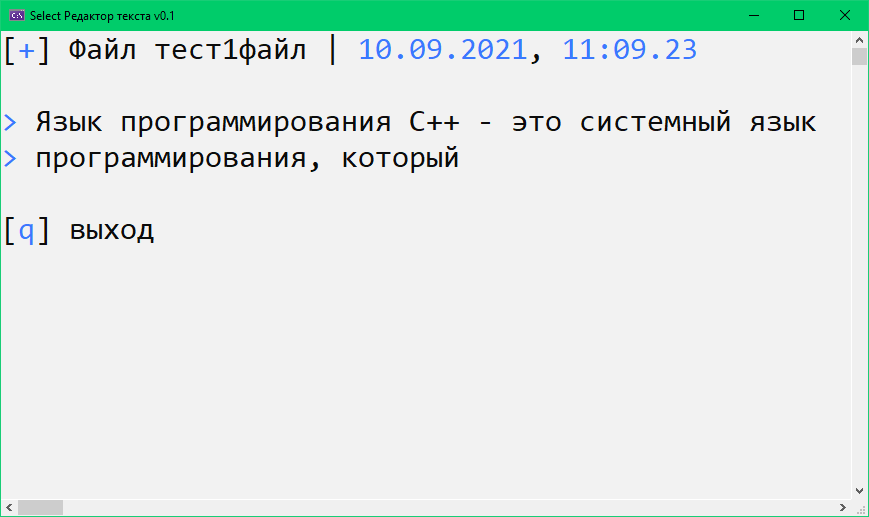 Select Редактор текста v0.1
[+] Файл тест1файл | 10.09.2021, 11:09.23
> Язык программирования C++ - это системный язык
> программирования, который
[q] выход